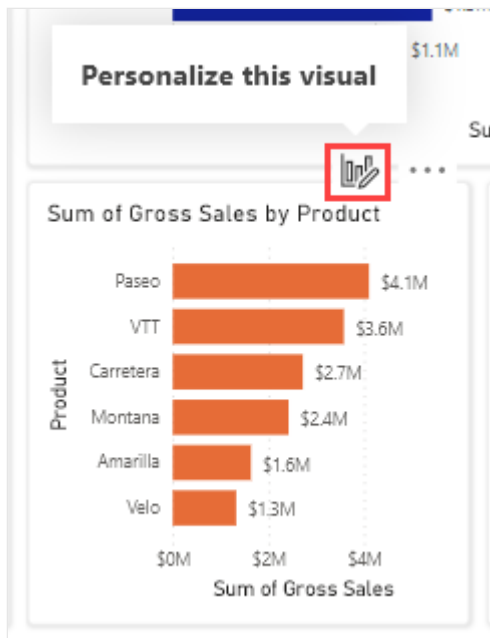 $1.1M
Personalize this visual
Su
Sum of Gross Sales by Product
Paseo $4.1M
VTT $3.6M
Carretera $2.7M
Montana $2.4M
Amarilla $1.6M
Velo $1.3M
Product
$0M $2M $4M
Sum of Gross Sales